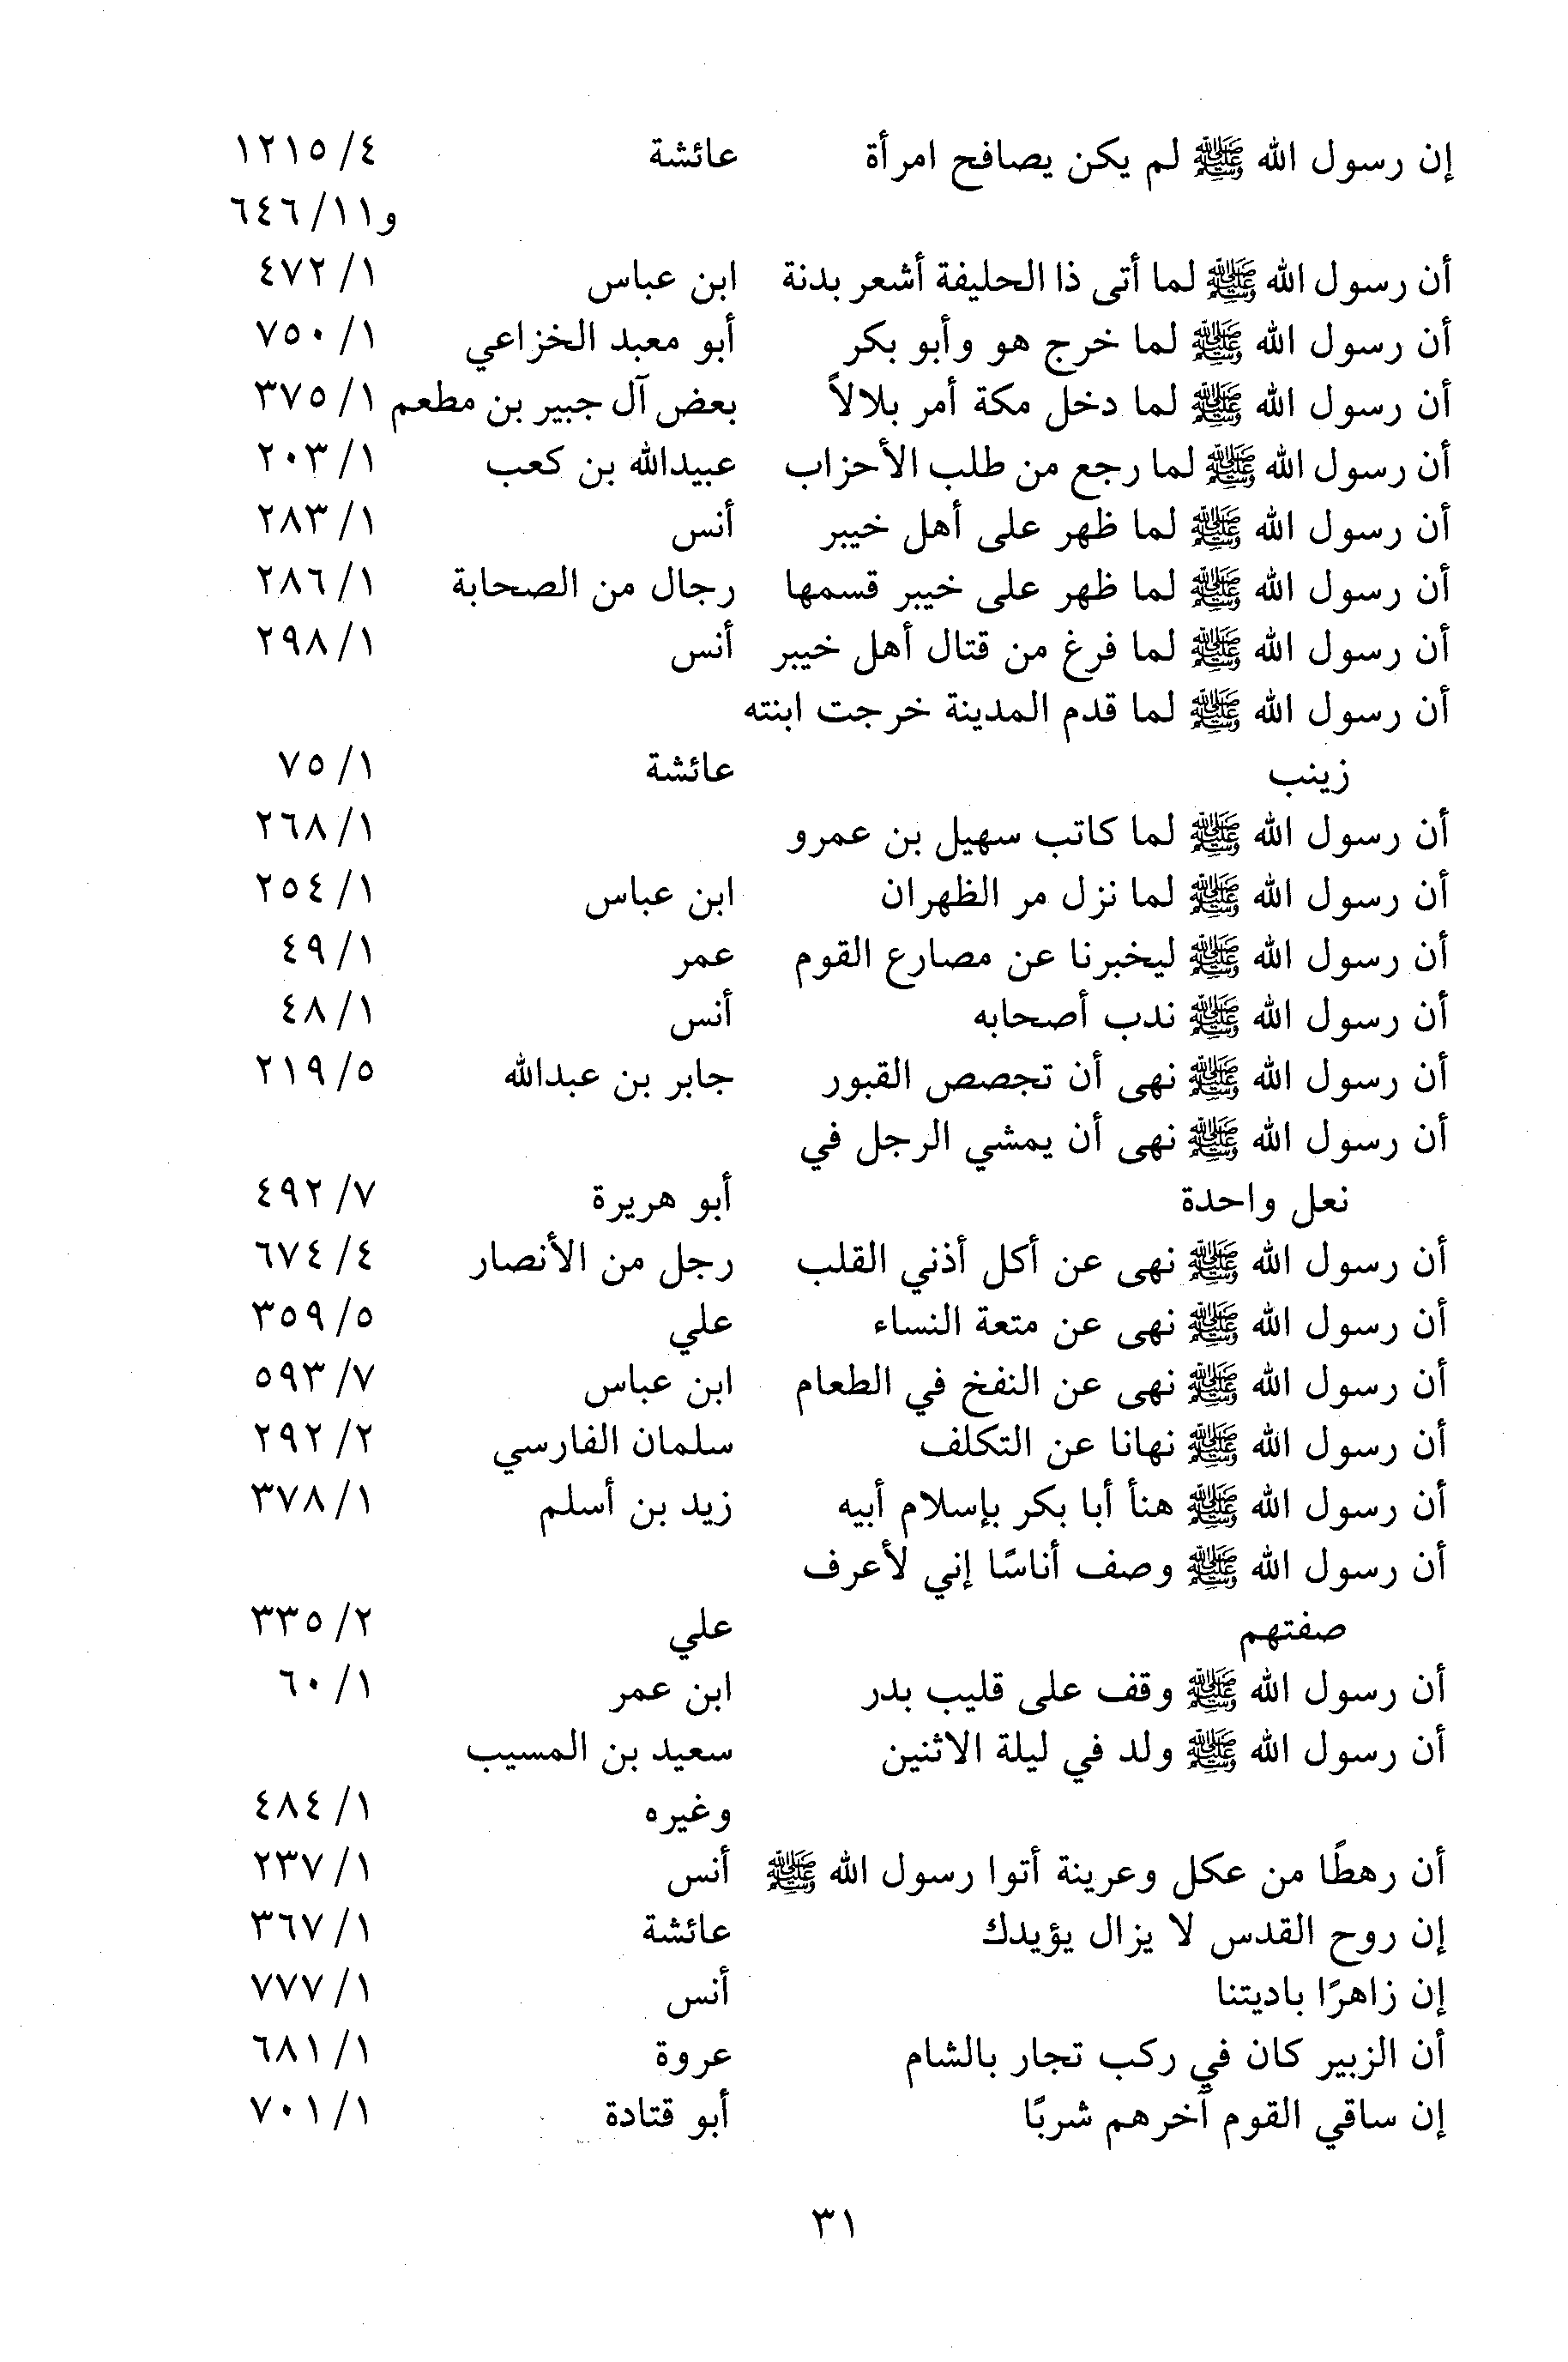 إن رسول الله ﷺ لم يكن يصافح امرأة عائشة ٤/ ١٢١٥
و١١/ ٦٤٦
أن رسول الله ﷺ لما أتى ذا الحليفة أشعر بدنة ابن عباس ١/ ٤٧٢
أن رسول الله ﷺ لما خرج هو وأبو بكر أبو معبد الخزاعي ١/ ٧٥٠
أن رسول الله ﷺ لما دخل مكة أمر بلالاً بعض آل جبير بن مطعم ١/ ٣٧٥
أن رسول الله ﷺ لما رجع من طلب الأحزاب عبيدالله بن كعب ١/ ٢٠٣
أن رسول الله ﷺ لما ظهر على أهل خيبر أنس ١/ ٢٨٣
أن رسول الله ﷺ لما ظهر على خيبر قسمها رجال من الصحابة ١/ ٢٨٦
أن رسول الله ﷺ لما فرغ من قتال أهل خيبر أنس ١/ ٢٩٨
أن رسول الله ﷺ لما قدم المدينة خرجت ابنته
زينب عائشة ١/ ٧٥
أن رسول الله ﷺ لما كاتب سهيل بن عمرو ١/ ٢٦٨
أن رسول الله ﷺ لما نزل مر الظهران ابن عباس ١/ ٢٥٤
أن رسول الله ﷺ ليخبرنا عن مصارع القوم عمر ١/ ٤٩
أن رسول الله ﷺ ندب أصحابه أنس ١/ ٤٨
أن رسول الله ﷺ نهى أن تجصص القبور جابر بن عبدالله ٥/ ٢١٩
أن رسول الله ﷺ نهى أن يمشي الرجل في
نعل واحدة أبو هريرة ٧/ ٤٩٢
أن رسول الله ﷺ نهى عن أكل أذني القلب رجل من الأنصار ٤/ ٦٧٤
أن رسول الله ﷺ نهى عن متعة النساء علي ٥/ ٣٥٩
أن رسول الله ﷺ نهى عن النفخ في الطعام ابن عباس ٧/ ٥٩٣
أن رسول الله ﷺ نهانا عن التكلف سلمان الفارسي ٢/ ٢٩٢
أن رسول الله ﷺ هنأ أبا بكر بإسلام أبيه زيد بن أسلم ١/ ٣٧٨
أن رسول الله ﷺ وصف أناسًا إني لأعرف
صفتهم علي ٢/ ٣٣٥
أن رسول الله ﷺ وقف على قليب بدر ابن عمر ١/ ٦٠
أن رسول الله ﷺ ولد في ليلة الاثنين سعيد بن المسيب
وغيره ١/ ٤٨٤
أن رهطًا من عكل وعرينة أتوا رسول الله ﷺ أنس ١/ ٢٣٧
إن روح القدس لا يزال يؤيدك عائشة ١/ ٣٦٧
إن زاهرًا باديتنا أنس ١/ ٧٧٧
أن الزبير كان في ركب تجار بالشام عروة ١/ ٦٨١
إن ساقي القوم آخرهم شربًا أبو قتادة ١/ ٧٠١
٣١